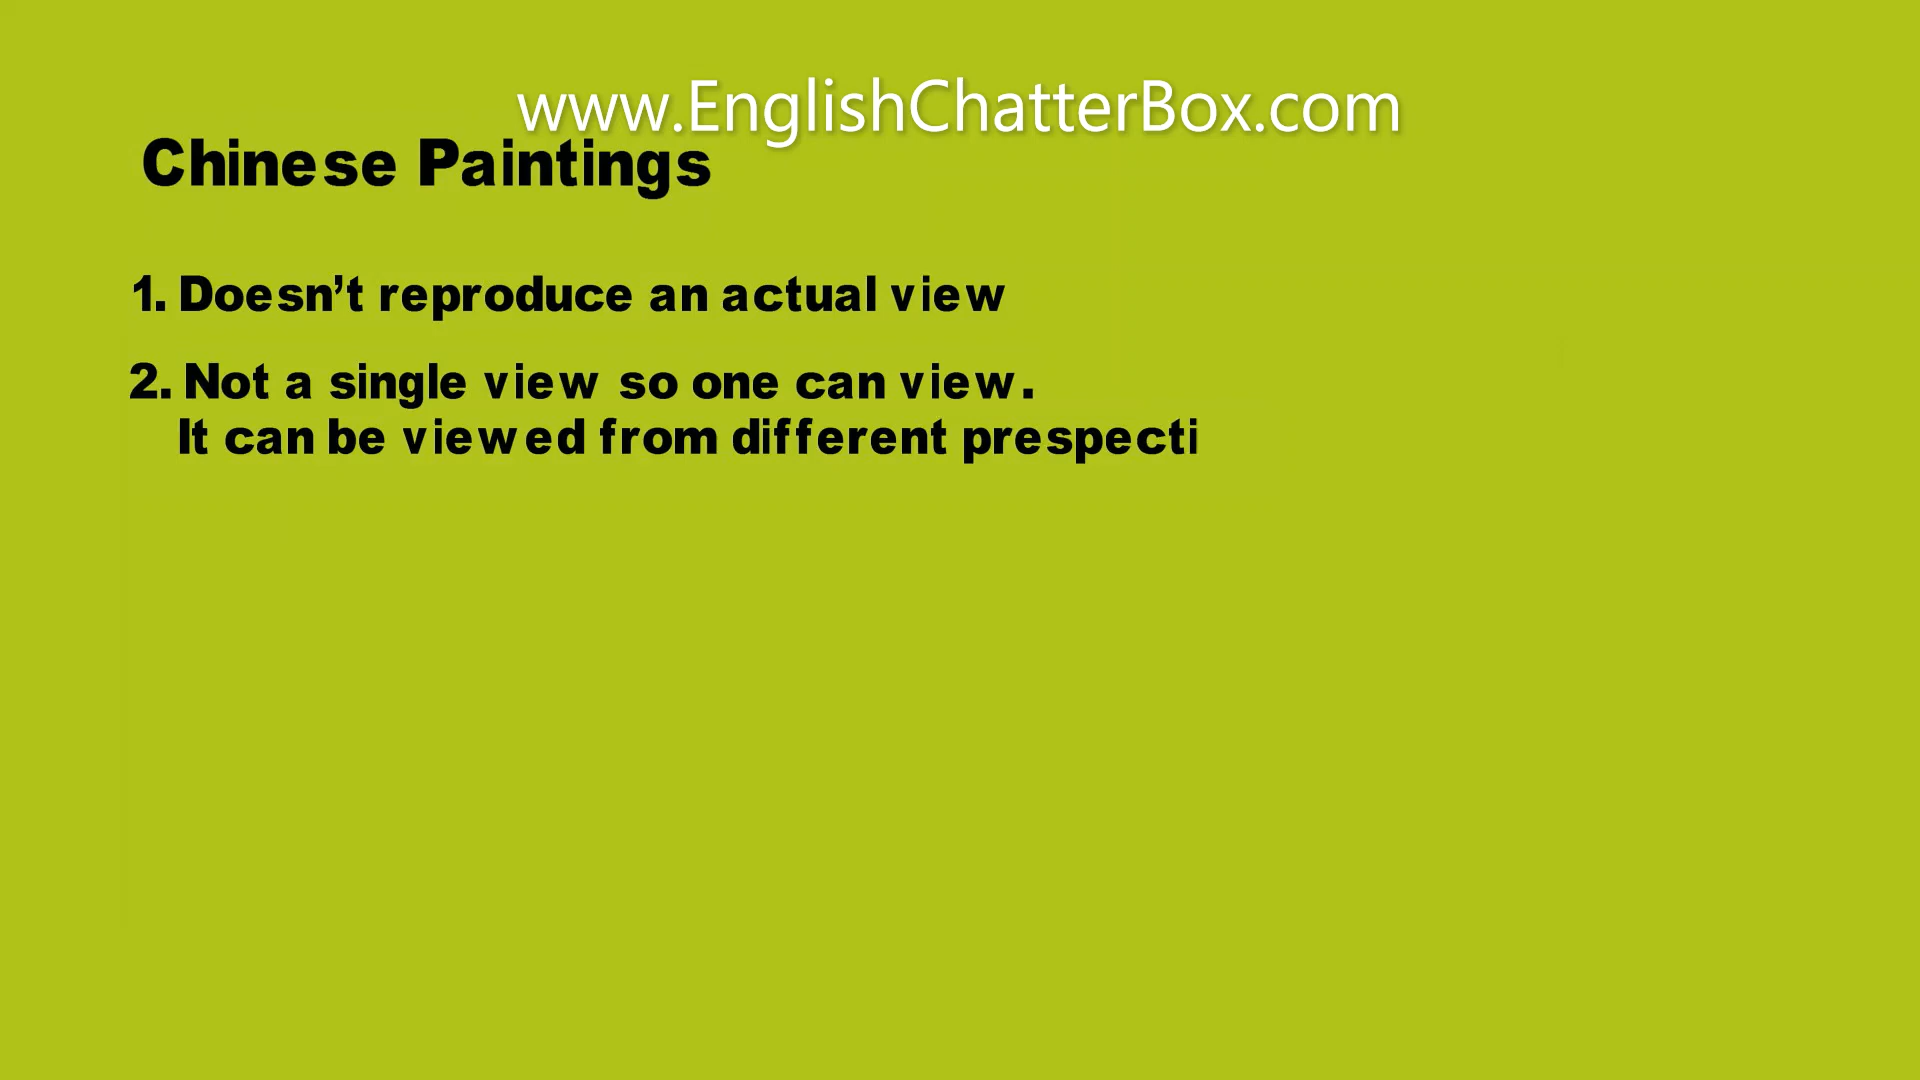 www.EnglishChatterBox.com
Chinese Paintings
1. Doesn’t reproduce an actual view
2. Not a single view so one can view.
It can be viewed from different prespecti